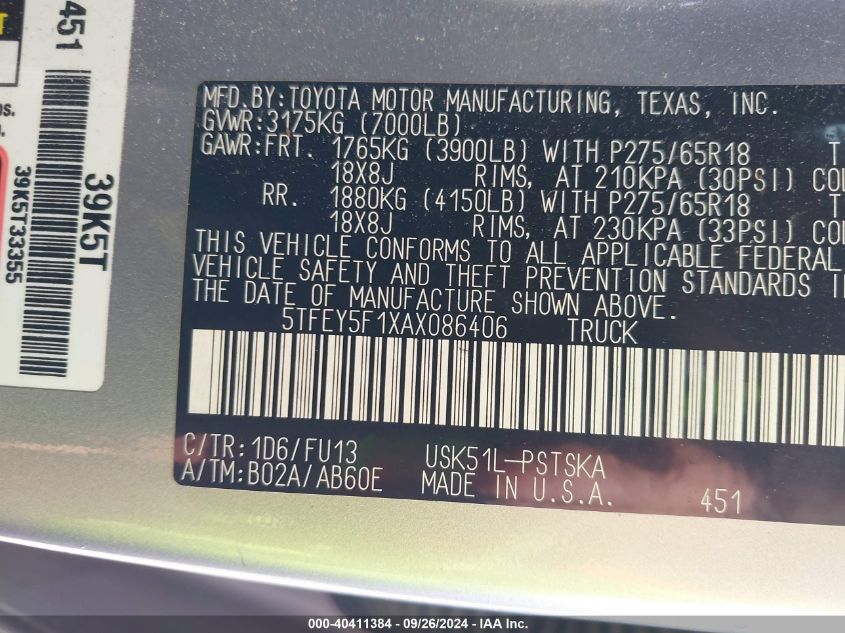 451
39K5T33355
39K5T
MFD.BY:TOYOTA MOTOR MANUFACTURING, TEXAS, INC.
GVWR:3175KG (7000LB)
GAWR:FRT. 1765KG (3900LB) WITH P275/65R18 T
18X8J RIMS, AT 210KPA (30PSI) COL
RR. 1880KG (4150LB) WITH P275/65R18 T
18X8J RIMS, AT 230KPA (33PSI) COL
THIS VEHICLE CONFORMS TO ALL APPLICABLE FEDERAL
VEHICLE SAFETY AND THEFT PREVENTION STANDARDS I
THE DATE OF MANUFACTURE SHOWN ABOVE.
5TFEY5F1XAX086406 TRUCK
C/TR:1D6/FU13 USK51L-PSTSKA
A/TM:B02A/AB60E MADE IN U.S.A. 451
000-40411384 - 09/26/2024 - IAA Inc.